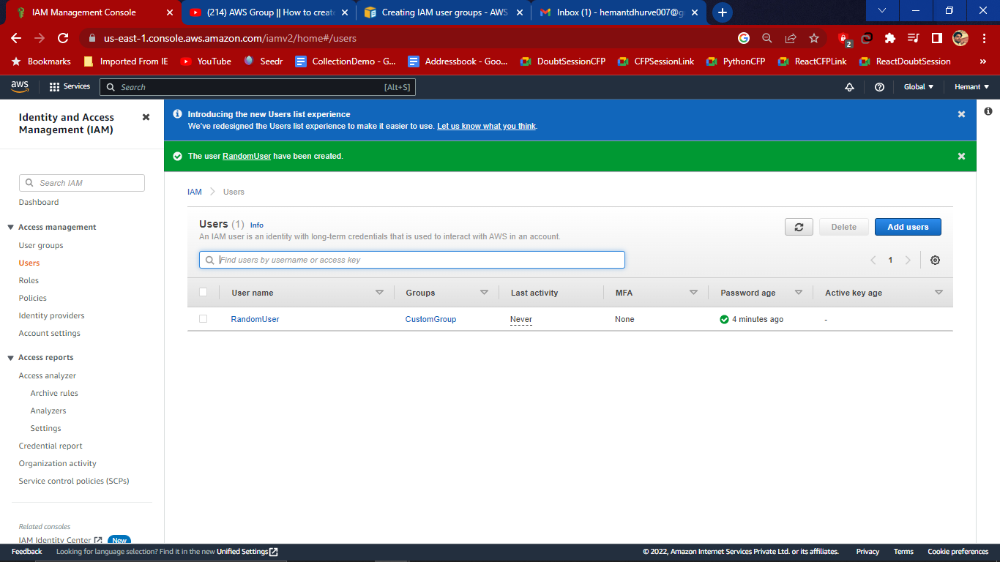 IAM Management Console
(214) AWS Group || How to create
Creating IAM user groups - AWS
Inbox (1) - hemantdhurve007@g
us-east-1.console.aws.amazon.com/iamv2/home#/users
2
Bookmarks
Imported From IE
YouTube
Seedr
CollectionDemo - G...
Addressbook - Goo...
DoubtSessionCFP
CFPSessionLink
PythonCFP
ReactCFPLink
ReactDoubtSession
»
aws
Services
Search
[Alt+S]
Global
Hemant
Identity and Access
Management (IAM)
Search IAM
Dashboard
Access management
User groups
Users
Roles
Policies
Identity providers
Account settings
Access reports
Access analyzer
Archive rules
Analyzers
Settings
Credential report
Organization activity
Service control policies (SCPs)
Related consoles
IAM Identity Center
New
Introducing the new Users list experience
We've redesigned the Users list experience to make it easier to use. Let us know what you think.
The user RandomUser have been created.
IAM
Users
Users (1) Info
An IAM user is an identity with long-term credentials that is used to interact with AWS in an account.
Delete
Add users
Find users by username or access key
1
User name
Groups
Last activity
MFA
Password age
Active key age
RandomUser
CustomGroup
Never
None
4 minutes ago
-
Feedback
Looking for language selection? Find it in the new Unified Settings
© 2022, Amazon Internet Services Private Ltd. or its affiliates.
Privacy
Terms
Cookie preferences